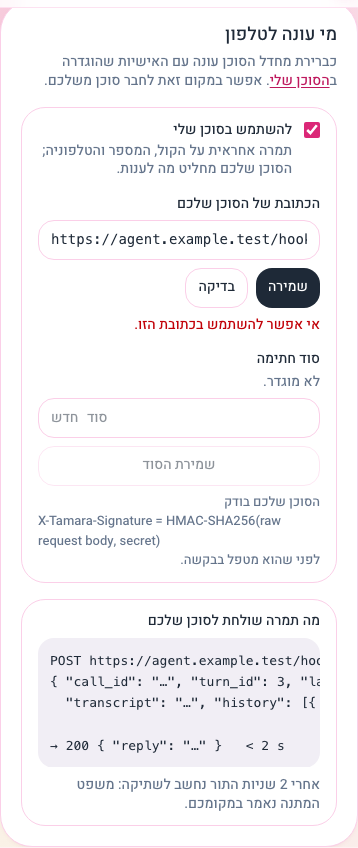 מי עונה לטלפון
כברירת מחדל הסוכן עונה עם האישיות שהוגדרה
בהסוכן שלי. אפשר במקום זאת לחבר סוכן משלכם.
להשתמש בסוכן שלי
תמרה אחראית על הקול, המספר והטלפוניה;
הסוכן שלכם מחליט מה לענות.
הכתובת של הסוכן שלכם
https://agent.example.test/hool
שמירה
בדיקה
אי אפשר להשתמש בכתובת הזו.
סוד חתימה
לא מוגדר.
סוד חדש
שמירת הסוד
הסוכן שלכם בודק
X-Tamara-Signature = HMAC-SHA256(raw
request body, secret)
לפני שהוא מטפל בבקשה.
מה תמרה שולחת לסוכן שלכם
POST https://agent.example.test/hoo
{ "call_id": "…", "turn_id": 3, "la
"transcript": "…", "history": [{
→ 200 { "reply": "…" } < 2 s
אחרי 2 שניות התור נחשב לשתיקה: משפט
המתנה נאמר במקומכם.